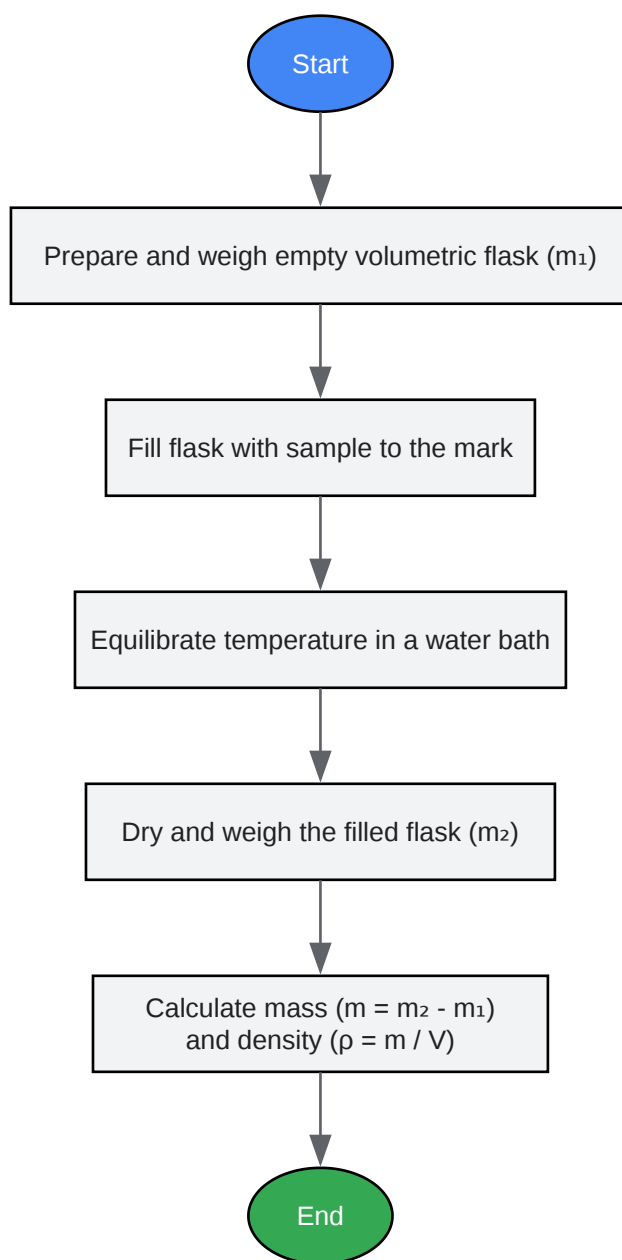 Start
Prepare and weigh empty volumetric flask (m₁)
Fill flask with sample to the mark
Equilibrate temperature in a water bath
Dry and weigh the filled flask (m₂)
Calculate mass (m = m₂ - m₁)
and density (ρ = m / V)
End